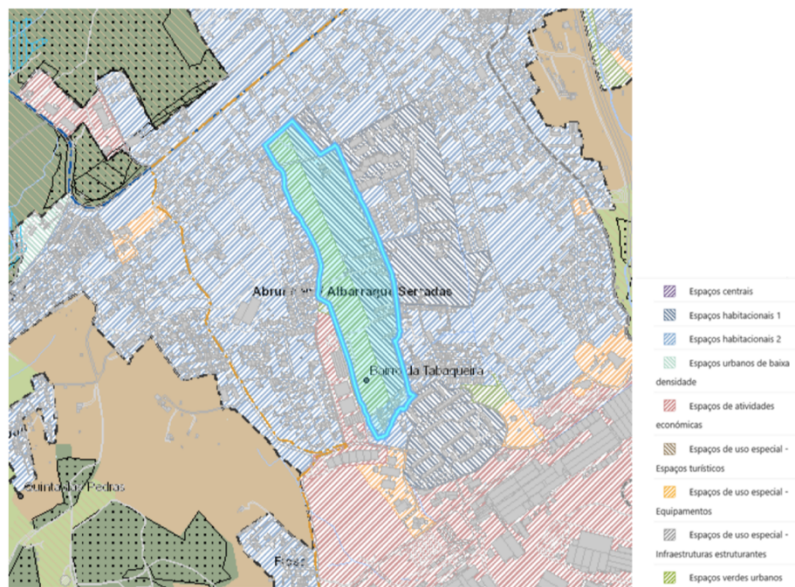 Albarraque Serradas
Bairro da Tabaqueira
Quinta das Pedras
Espaços centrais
Espaços habitacionais 1
Espaços habitacionais 2
Espaços urbanos de baixa
densidade
Espaços de atividades
económicas
Espaços de uso especial -
Espaços turísticos
Espaços de uso especial -
Equipamentos
Espaços de uso especial -
Infraestruturas estruturantes
Espaços verdes urbanos